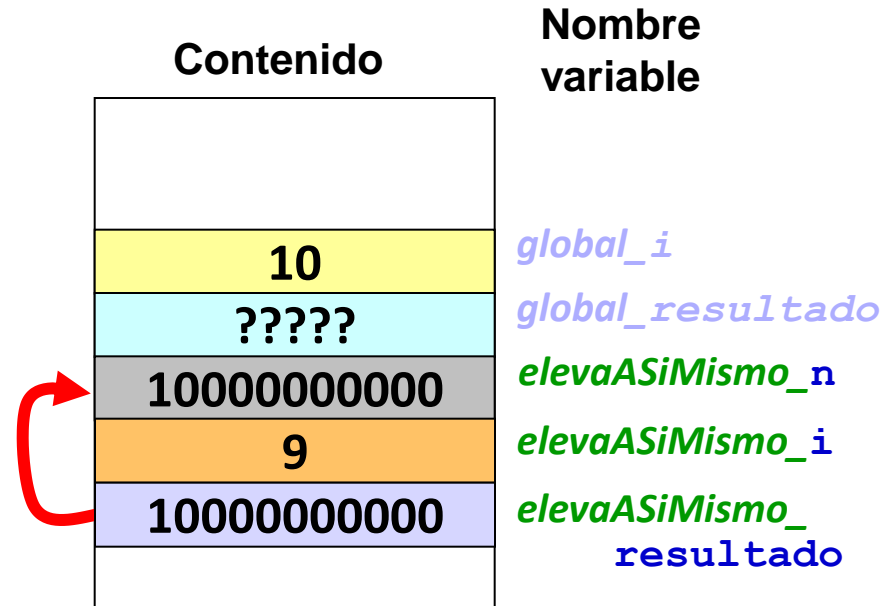 Contenido
Nombre
variable
10
global_i
?????
global_resultado
10000000000
elevaASiMismo_n
9
elevaASiMismo_i
10000000000
elevaASiMismo_
resultado